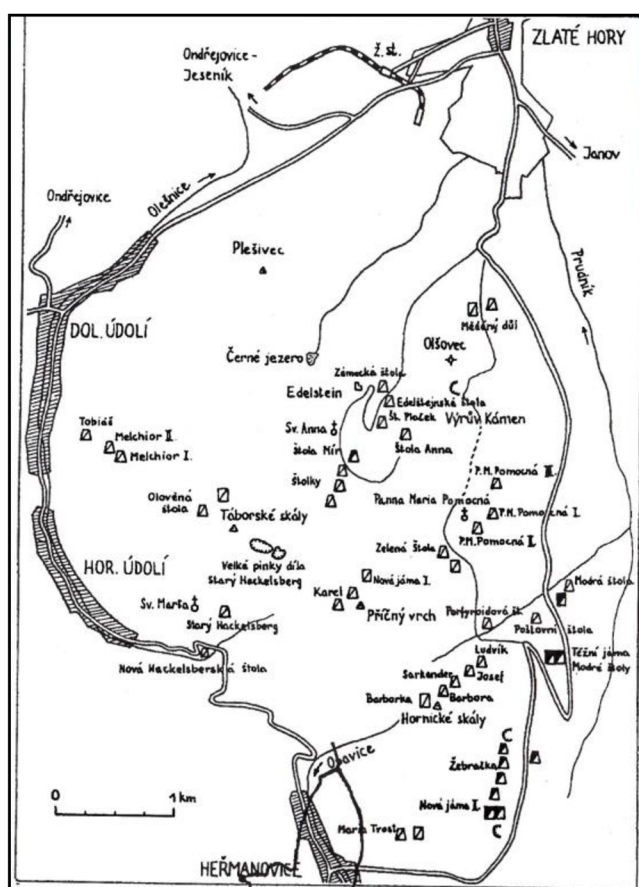 ZLATÉ HORY
Ondřejovice-
Jeseník
ž. st.
Janov
Ondřejovice
Olešnice
Plešivec
Prudník
DOL. ÚDOLÍ
Měděný důl
Olšovec
Černé jezero
Zámecká štola
Edelstein
Edelštejnská štola
Št. Maček
Výrův Kámen
Sv. Anna
Štola Anna
Štola Mír
Tobiáš
Melchior II.
Melchior I.
Štolky
P. M. Pomocná III.
Olověná
štola
Panna Maria Pomocná
P. M. Pomocná I.
Táborské skály
P. M. Pomocná II.
Zelená Štola
HOR. ÚDOLÍ
Velké pinky díla
Starý Hackelsberg
Nová jáma I.
Modrá štola
Karel
Sv. Marta
Příčný vrch
Starý Hackelsberg
Porfyroidová št.
Poštovní štola
Nová Hackelsberská štola
Ludvík
Těžní jáma
Modré štoly
Sarkander
Josef
Barborka
Barbora
Hornické skály
Opavice
Žebračka
0
1 km
Nová jáma II.
Maria Trost
HEŘMANOVICE